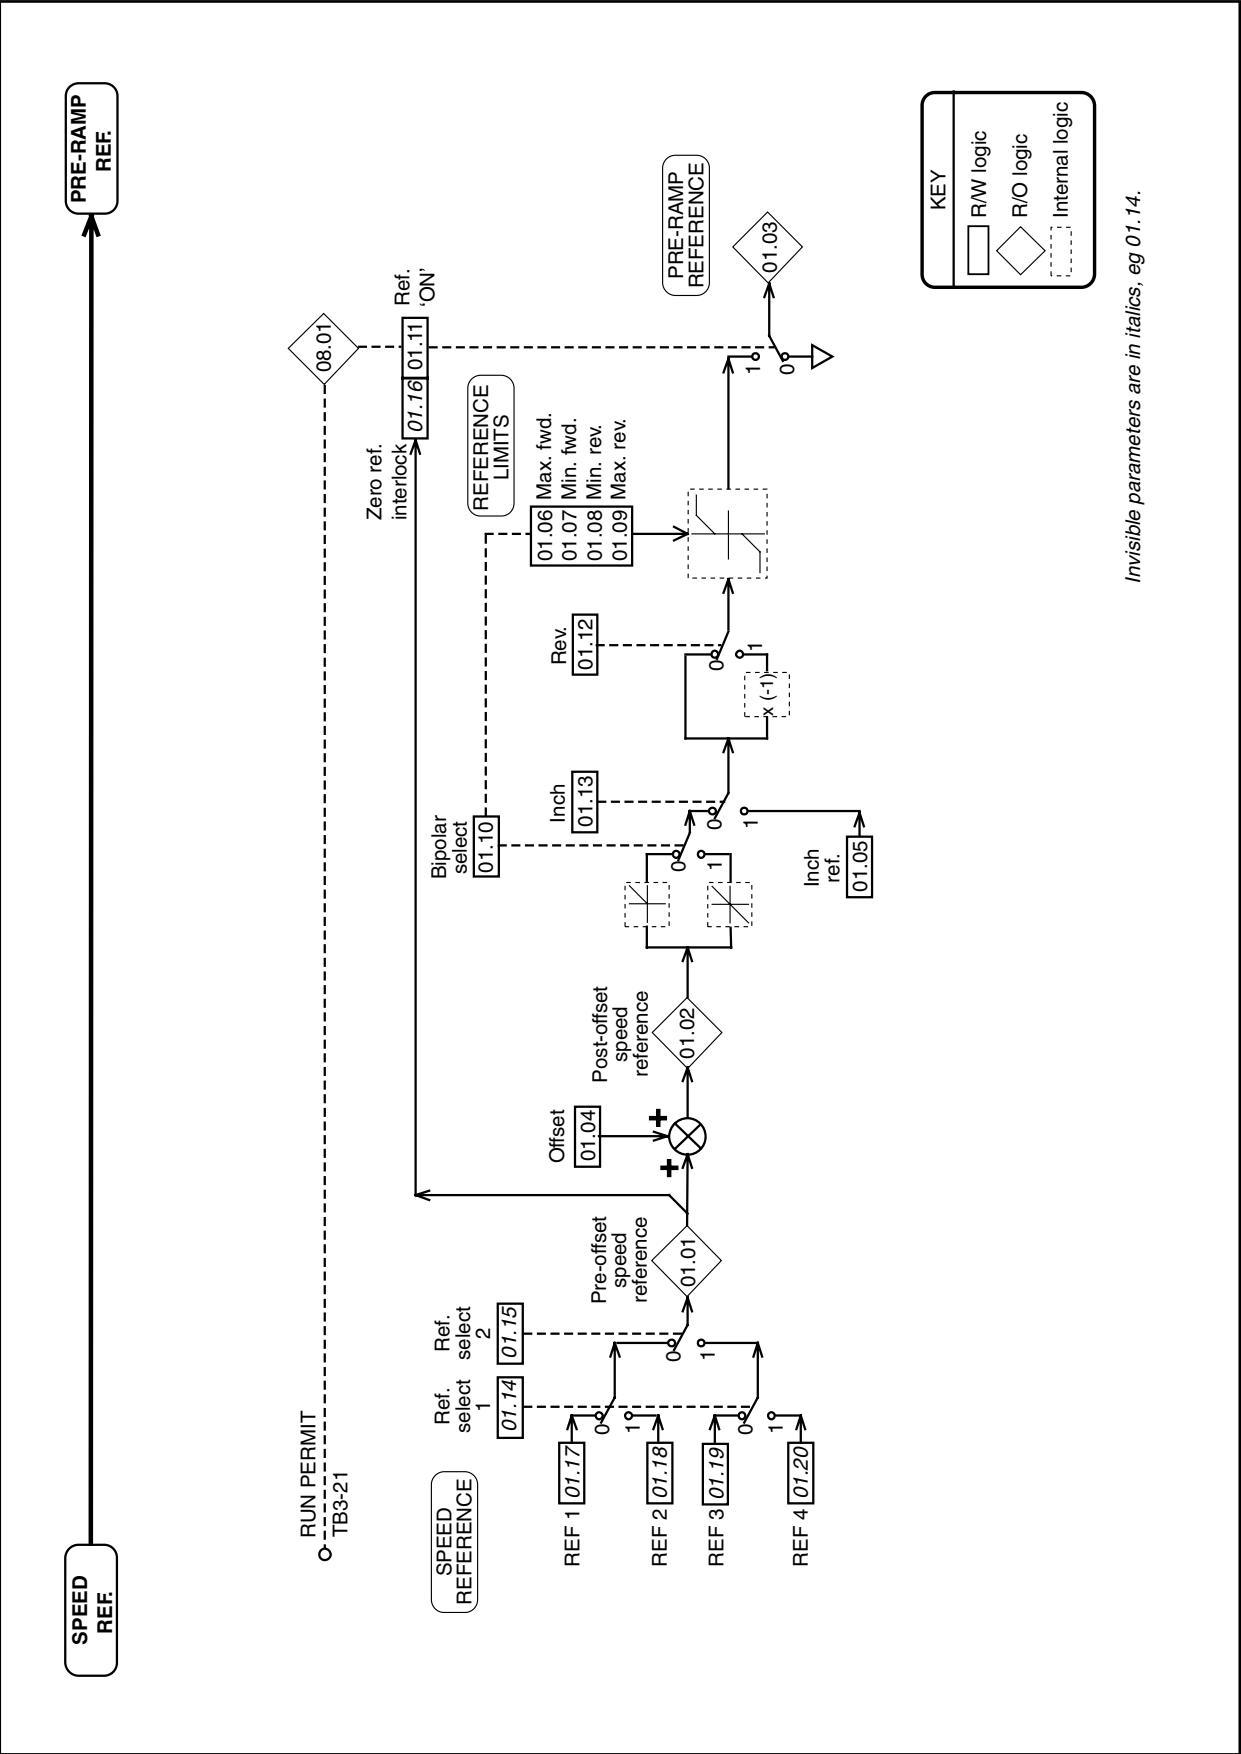 SPEED
REF.
PRE-RAMP
REF.
RUN PERMIT
TB3-21
08.01
Zero ref.
interlock
01.16
01.11
Ref.
'ON'
SPEED
REFERENCE
Ref.
select
1
01.14
Ref.
select
2
01.15
REF 1
01.17
0
1
REF 2
01.18
REF 3
01.19
0
1
REF 4
01.20
0
1
Pre-offset
speed
reference
01.01
Offset
01.04
+
+
Post-offset
speed
reference
01.02
Bipolar
select
01.10
0
1
Inch
01.13
0
1
Inch
ref.
01.05
Rev.
01.12
0
1
x (-1)
REFERENCE
LIMITS
01.06 Max. fwd.
01.07 Min. fwd.
01.08 Min. rev.
01.09 Max. rev.
1
0
PRE-RAMP
REFERENCE
01.03
KEY
R/W logic
R/O logic
Internal logic
Invisible parameters are in italics, eg 01.14.